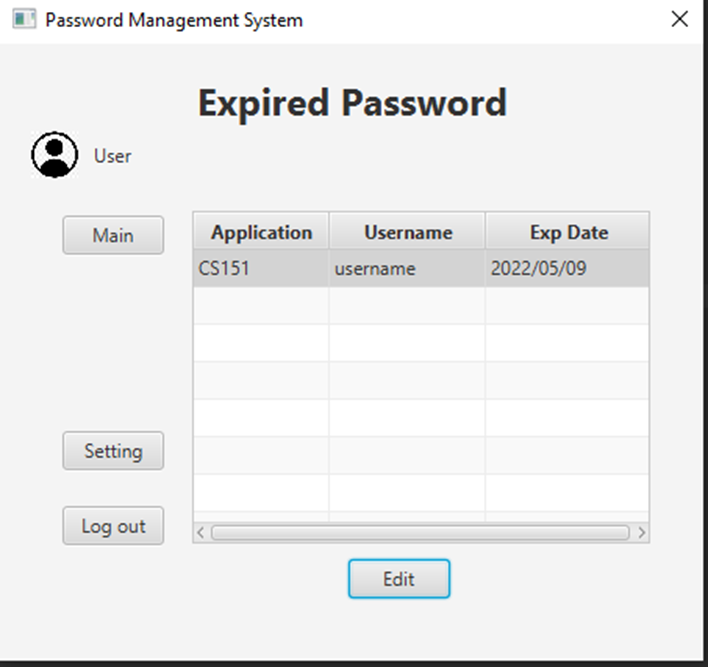 Password Management System
Expired Password
User
Main
Application Username Exp Date
CS151 username 2022/05/09
Setting
Log out
Edit